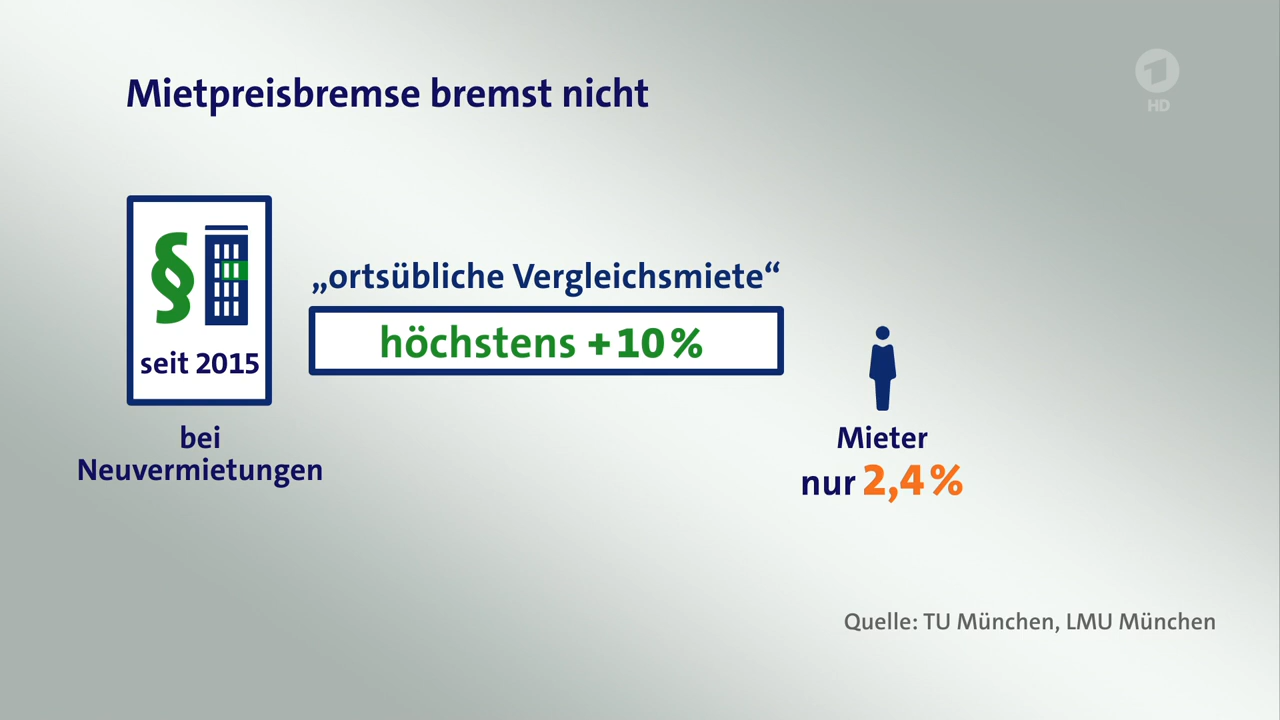 Mietpreisbremse bremst nicht
1
HD
§
seit 2015
bei
Neuvermietungen
„ortsübliche Vergleichsmiete“
höchstens +10%
Mieter
nur 2,4%
Quelle: TU München, LMU München